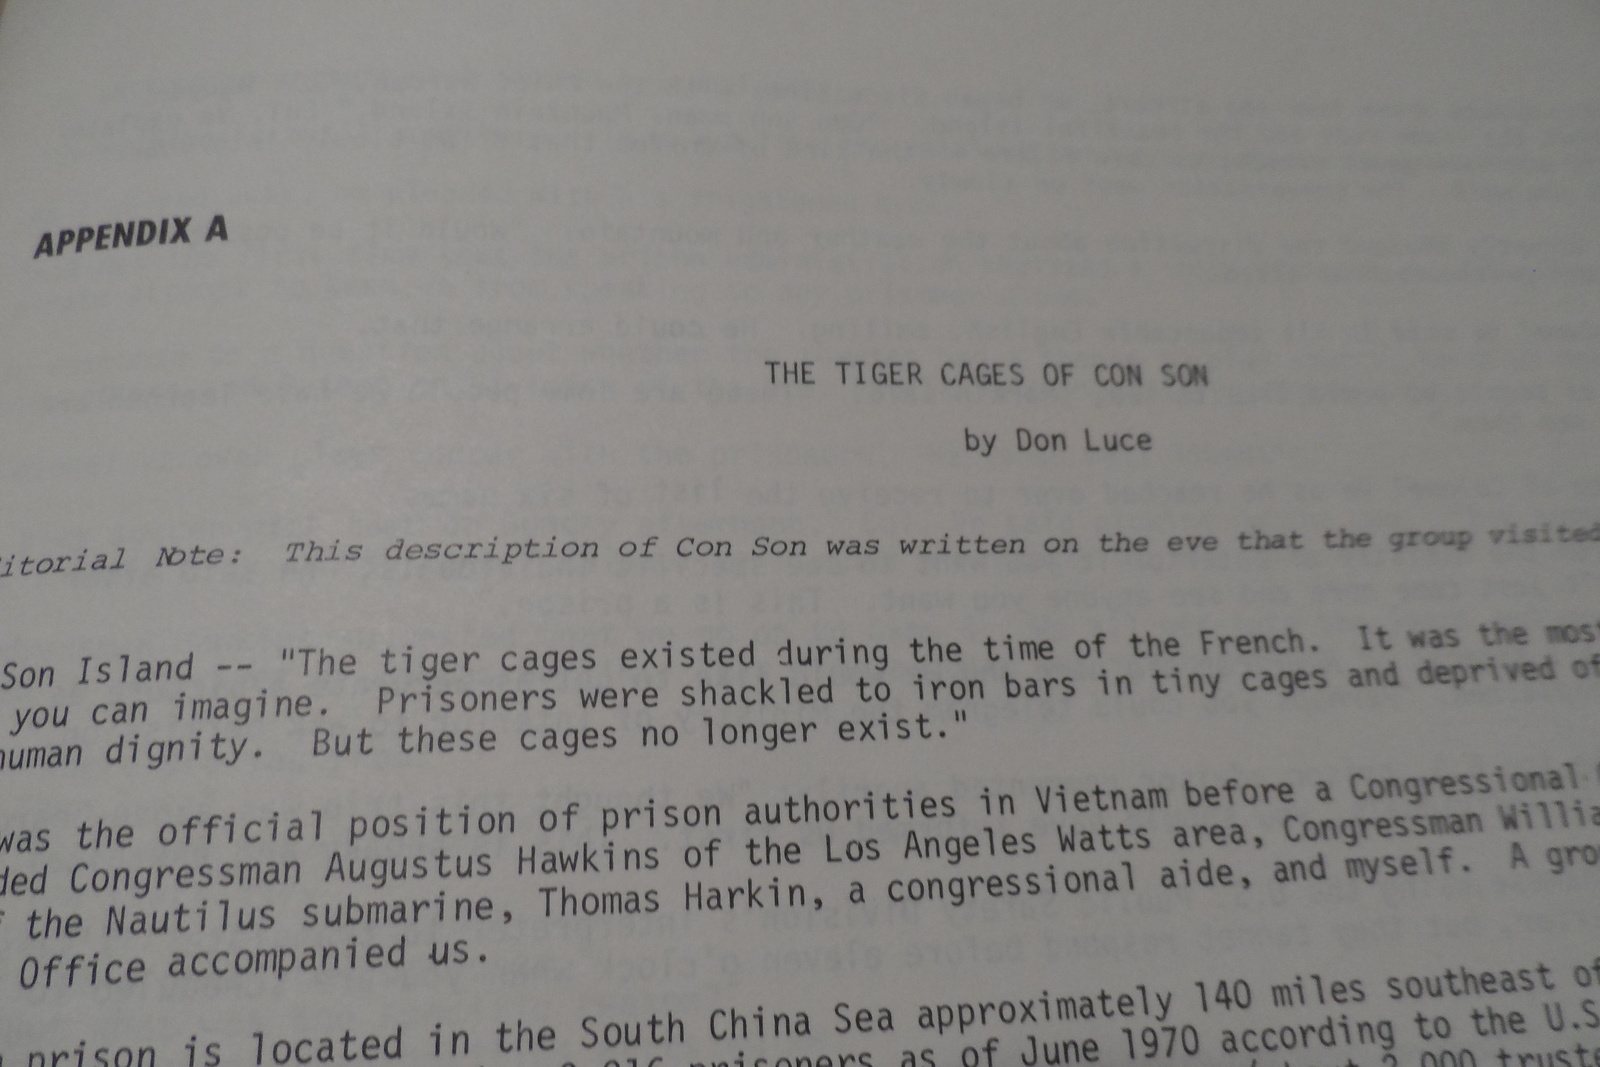 APPENDIX A
THE TIGER CAGES OF CON SON
by Don Luce
itorial Note: This description of Con Son was written on the eve that the group visited
Son Island -- "The tiger cages existed during the time of the French. It was the mos
you can imagine. Prisoners were shackled to iron bars in tiny cages and deprived of
human dignity. But these cages no longer exist."
was the official position of prison authorities in Vietnam before a Congressional
ded Congressman Augustus Hawkins of the Los Angeles Watts area, Congressman Willia
the Nautilus submarine, Thomas Harkin, a congressional aide, and myself. A gro
Office accompanied us.
prison is located in the South China Sea approximately 140 miles southeast of
prisoners as of June 1970 according to the U.S